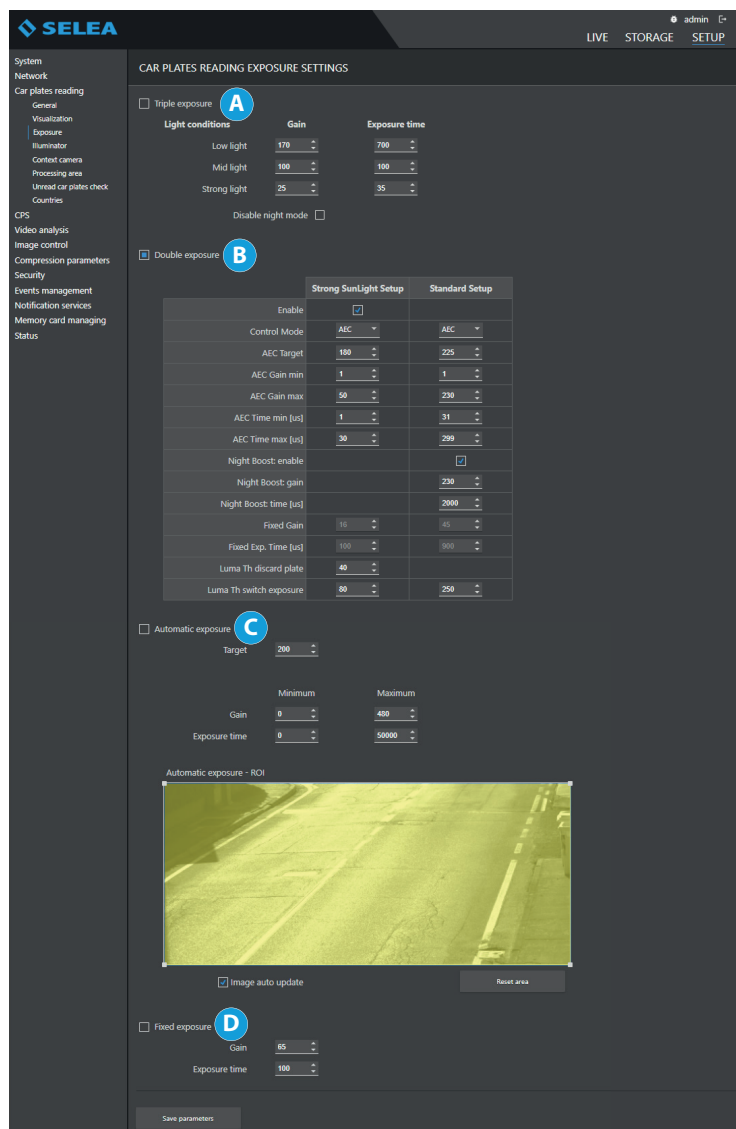 SELEA
admin
LIVE STORAGE SETUP
System
Network
Car plates reading
General
Visualization
Exposure
Illuminator
Context camera
Processing area
Unread car plates check
Countries
CPS
Video analysis
Image control
Compression parameters
Security
Events management
Notification services
Memory card managing
Status
CAR PLATES READING EXPOSURE SETTINGS
Triple exposure A
Light conditions Gain Exposure time
Low light 170 700
Mid light 100 100
Strong light 25 35
Disable night mode
Double exposure B
Strong SunLight Setup Standard Setup
Enable
Control Mode AEC AEC
AEC Target 180 225
AEC Gain min 1 1
AEC Gain max 50 230
AEC Time min [us] 1 31
AEC Time max [us] 30 299
Night Boost: enable
Night Boost: gain 230
Night Boost: time [us] 2000
Fixed Gain 16 45
Fixed Exp. Time [us] 100 900
Luma Th discard plate 40
Luma Th switch exposure 80 250
Automatic exposure C
Target 200
Minimum Maximum
Gain 0 480
Exposure time 0 50000
Automatic exposure - ROI
Image auto update Reset area
Fixed exposure D
Gain 65
Exposure time 100
Save parameters